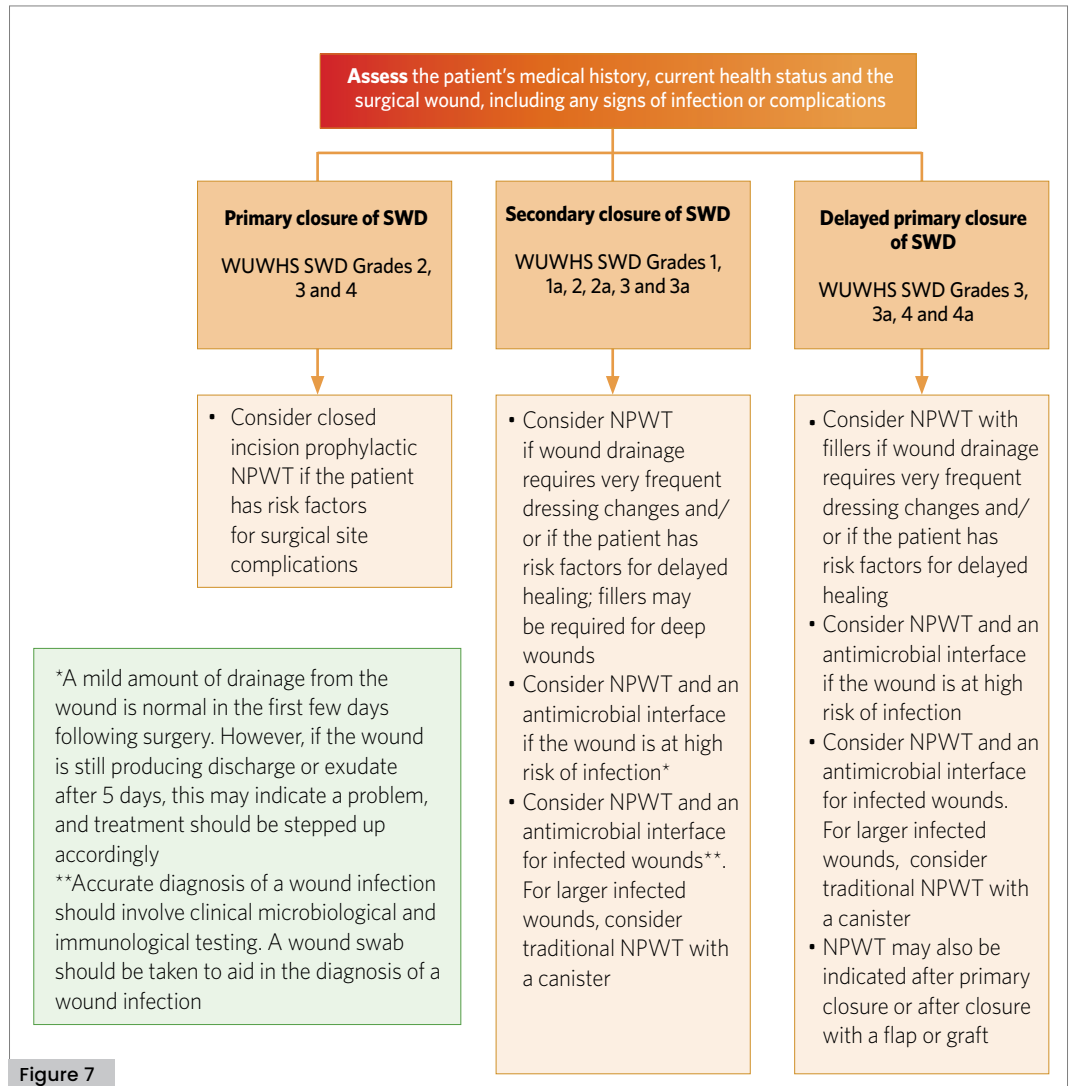 Assess the patient’s medical history, current health status and the
surgical wound, including any signs of infection or complications
Primary closure of SWD
WUWHS SWD Grades 2,
3 and 4
Secondary closure of SWD
WUWHS SWD Grades 1,
1a, 2, 2a, 3 and 3a
Delayed primary closure
of SWD
WUWHS SWD Grades 3,
3a, 4 and 4a
• Consider closed
incision prophylactic
NPWT if the patient
has risk factors
for surgical site
complications
• Consider NPWT
if wound drainage
requires very frequent
dressing changes and/
or if the patient has
risk factors for delayed
healing; fillers may
be required for deep
wounds
• Consider NPWT and an
antimicrobial interface
if the wound is at high
risk of infection*
• Consider NPWT and an
antimicrobial interface
for infected wounds**.
For larger infected
wounds, consider
traditional NPWT with
a canister
• Consider NPWT with
fillers if wound drainage
requires very frequent
dressing changes and/
or if the patient has
risk factors for delayed
healing
• Consider NPWT and an
antimicrobial interface
if the wound is at high
risk of infection
• Consider NPWT and an
antimicrobial interface
for infected wounds.
For larger infected
wounds, consider
traditional NPWT with
a canister
• NPWT may also be
indicated after primary
closure or after closure
with a flap or graft
*A mild amount of drainage from the
wound is normal in the first few days
following surgery. However, if the wound
is still producing discharge or exudate
after 5 days, this may indicate a problem,
and treatment should be stepped up
accordingly
**Accurate diagnosis of a wound infection
should involve clinical microbiological and
immunological testing. A wound swab
should be taken to aid in the diagnosis of a
wound infection
Figure 7